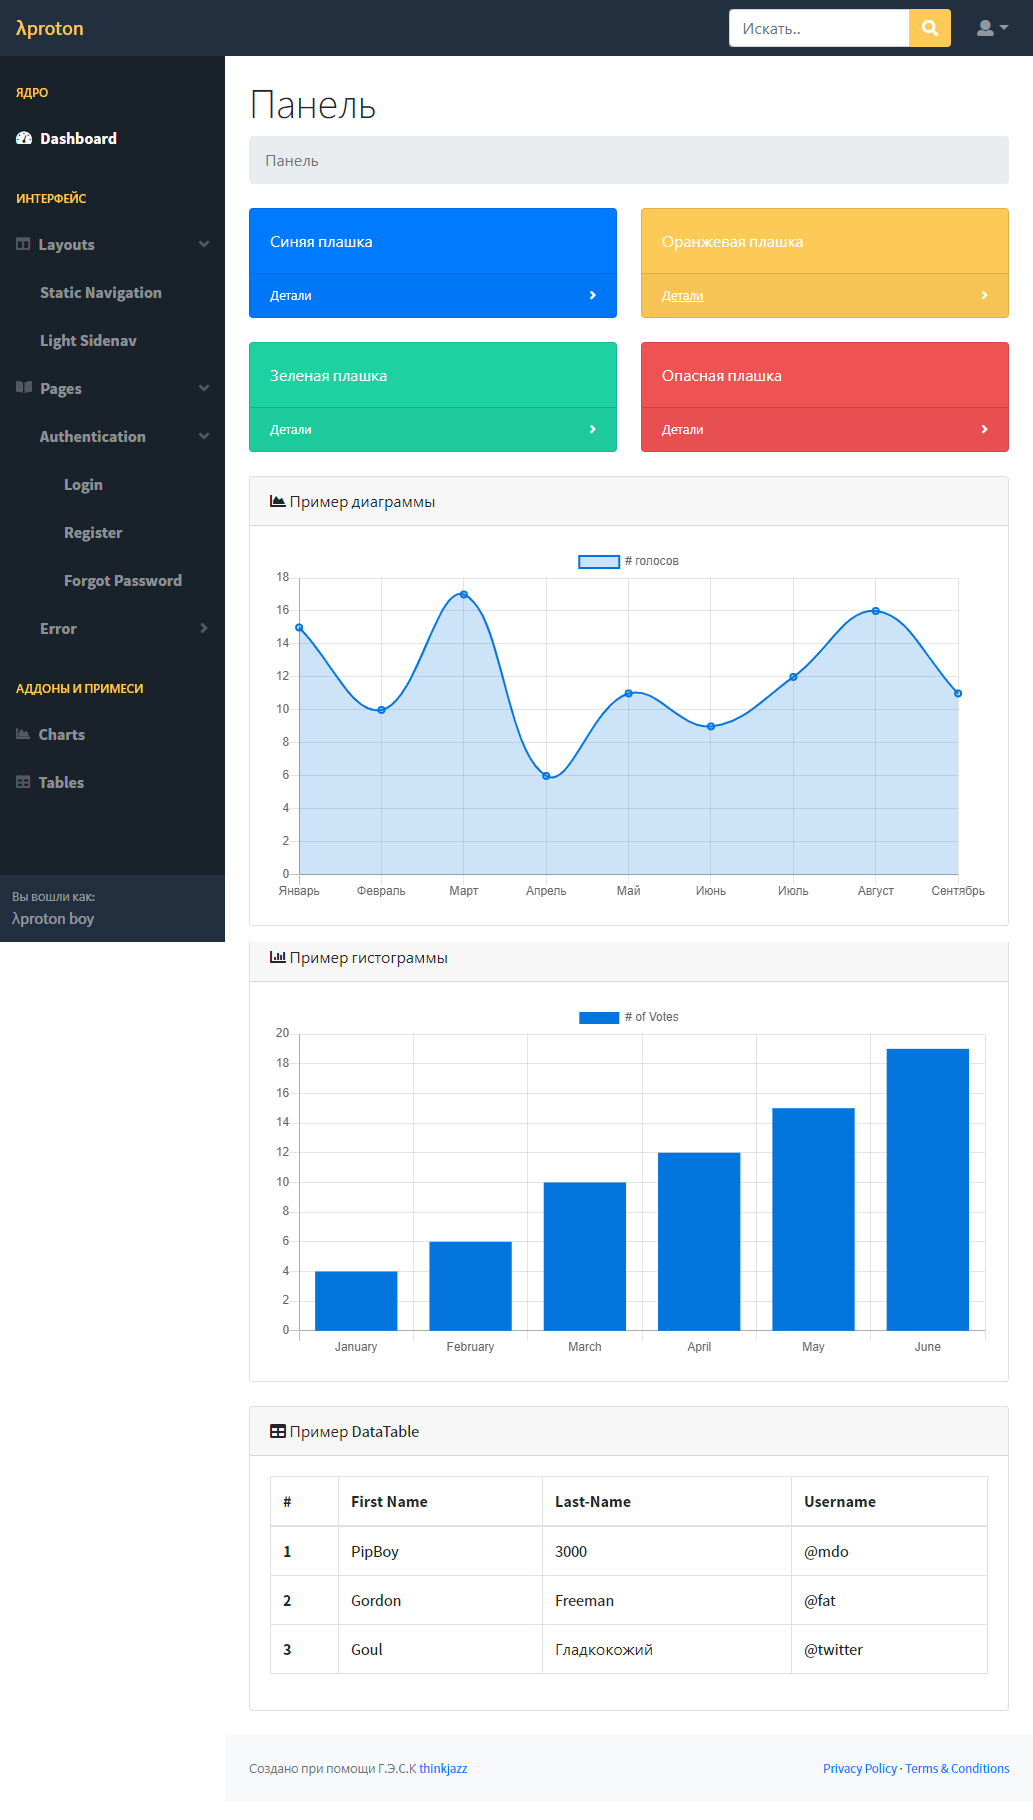 λproton
Искать..
ЯДРО
Dashboard
ИНТЕРФЕЙС
Layouts
Static Navigation
Light Sidenav
Pages
Authentication
Login
Register
Forgot Password
Error
АДДОНЫ И ПРИМЕСИ
Charts
Tables
Вы вошли как:
λproton boy
Панель
Панель
Синяя плашка
Детали
Оранжевая плашка
Детали
Зеленая плашка
Детали
Опасная плашка
Детали
Пример диаграммы
# голосов
18
16
14
12
10
8
6
4
2
0
Январь Февраль Март Апрель Май Июнь Июль Август Сентябрь
Пример гистограммы
# of Votes
20
18
16
14
12
10
8
6
4
2
0
January February March April May June
Пример DataTable
# First Name Last-Name Username
1 PipBoy 3000 @mdo
2 Gordon Freeman @fat
3 Goul Гладкокожий @twitter
Создано при помощи Г.Э.С.К thinkjazz
Privacy Policy · Terms & Conditions